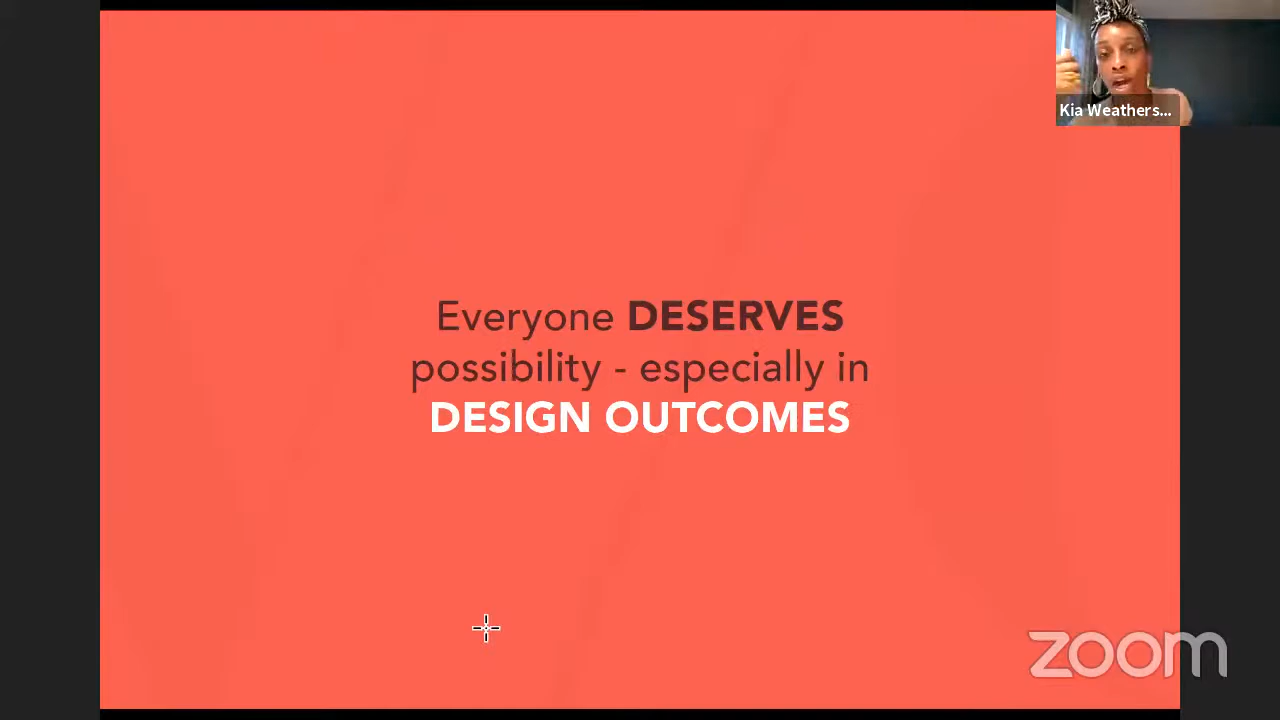 Kia Weathers...
Everyone DESERVES
possibility - especially in
DESIGN OUTCOMES
zoom